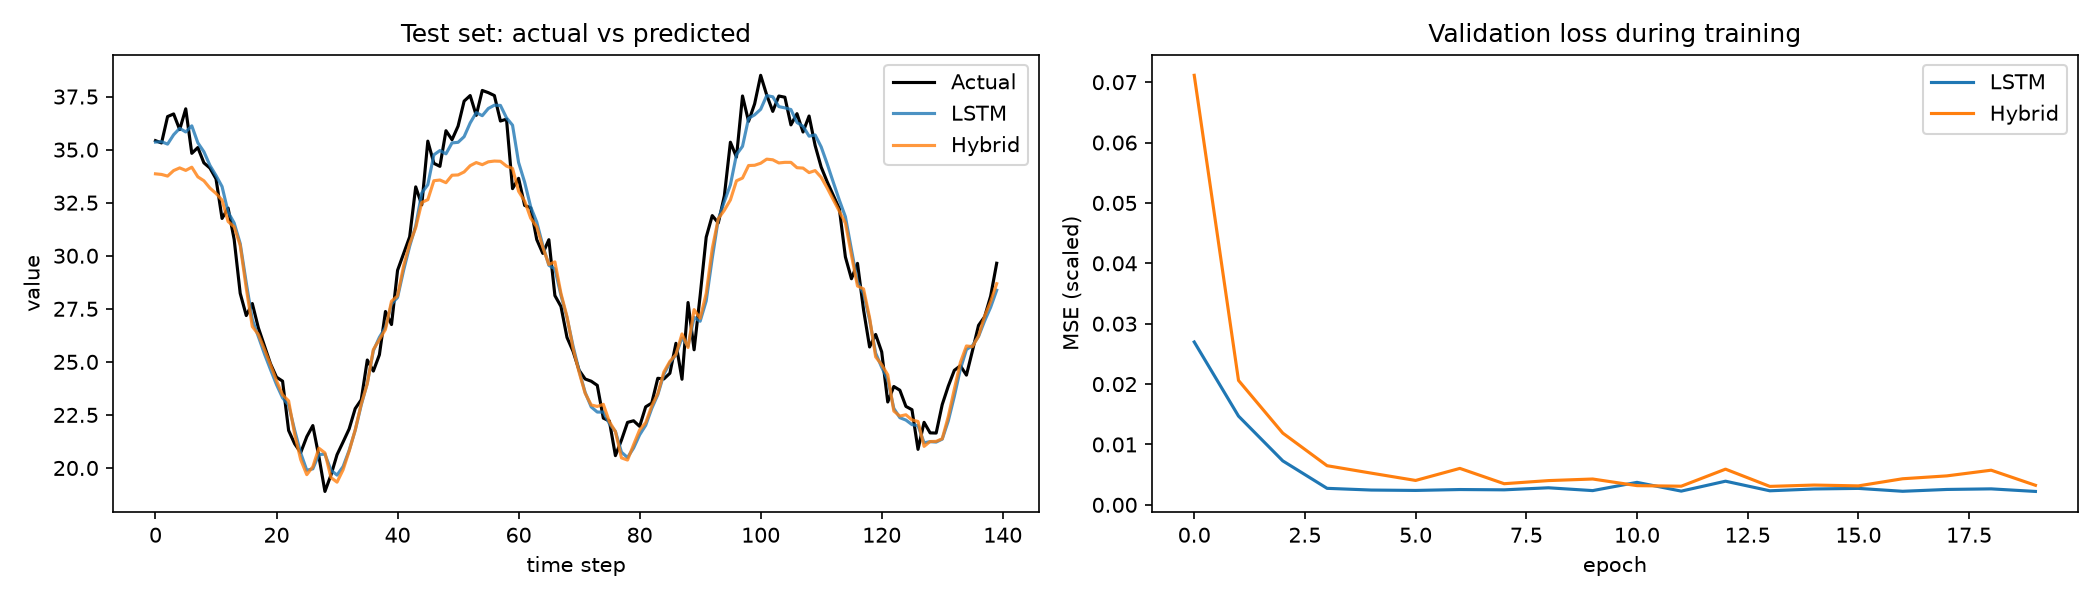 Test set: actual vs predicted
Actual
LSTM
Hybrid
37.5
35.0
32.5
30.0
27.5
25.0
22.5
20.0
value
0 20 40 60 80 100 120 140
time step
Validation loss during training
LSTM
Hybrid
0.07
0.06
0.05
0.04
0.03
0.02
0.01
0.00
MSE (scaled)
0.0 2.5 5.0 7.5 10.0 12.5 15.0 17.5
epoch